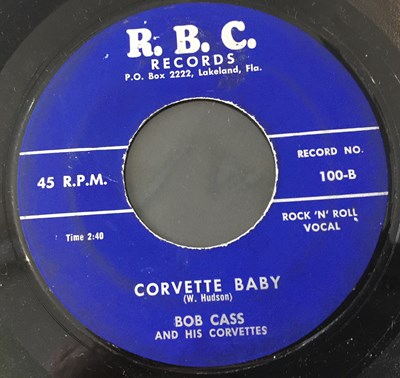 R. B. C.
RECORDS
P.O. Box 2222, Lakeland, Fla.
45 R.P.M.
RECORD NO.
100-B
Time 2:40
ROCK 'N' ROLL
VOCAL
CORVETTE BABY
(W. Hudson)
BOB CASS
AND HIS CORVETTES